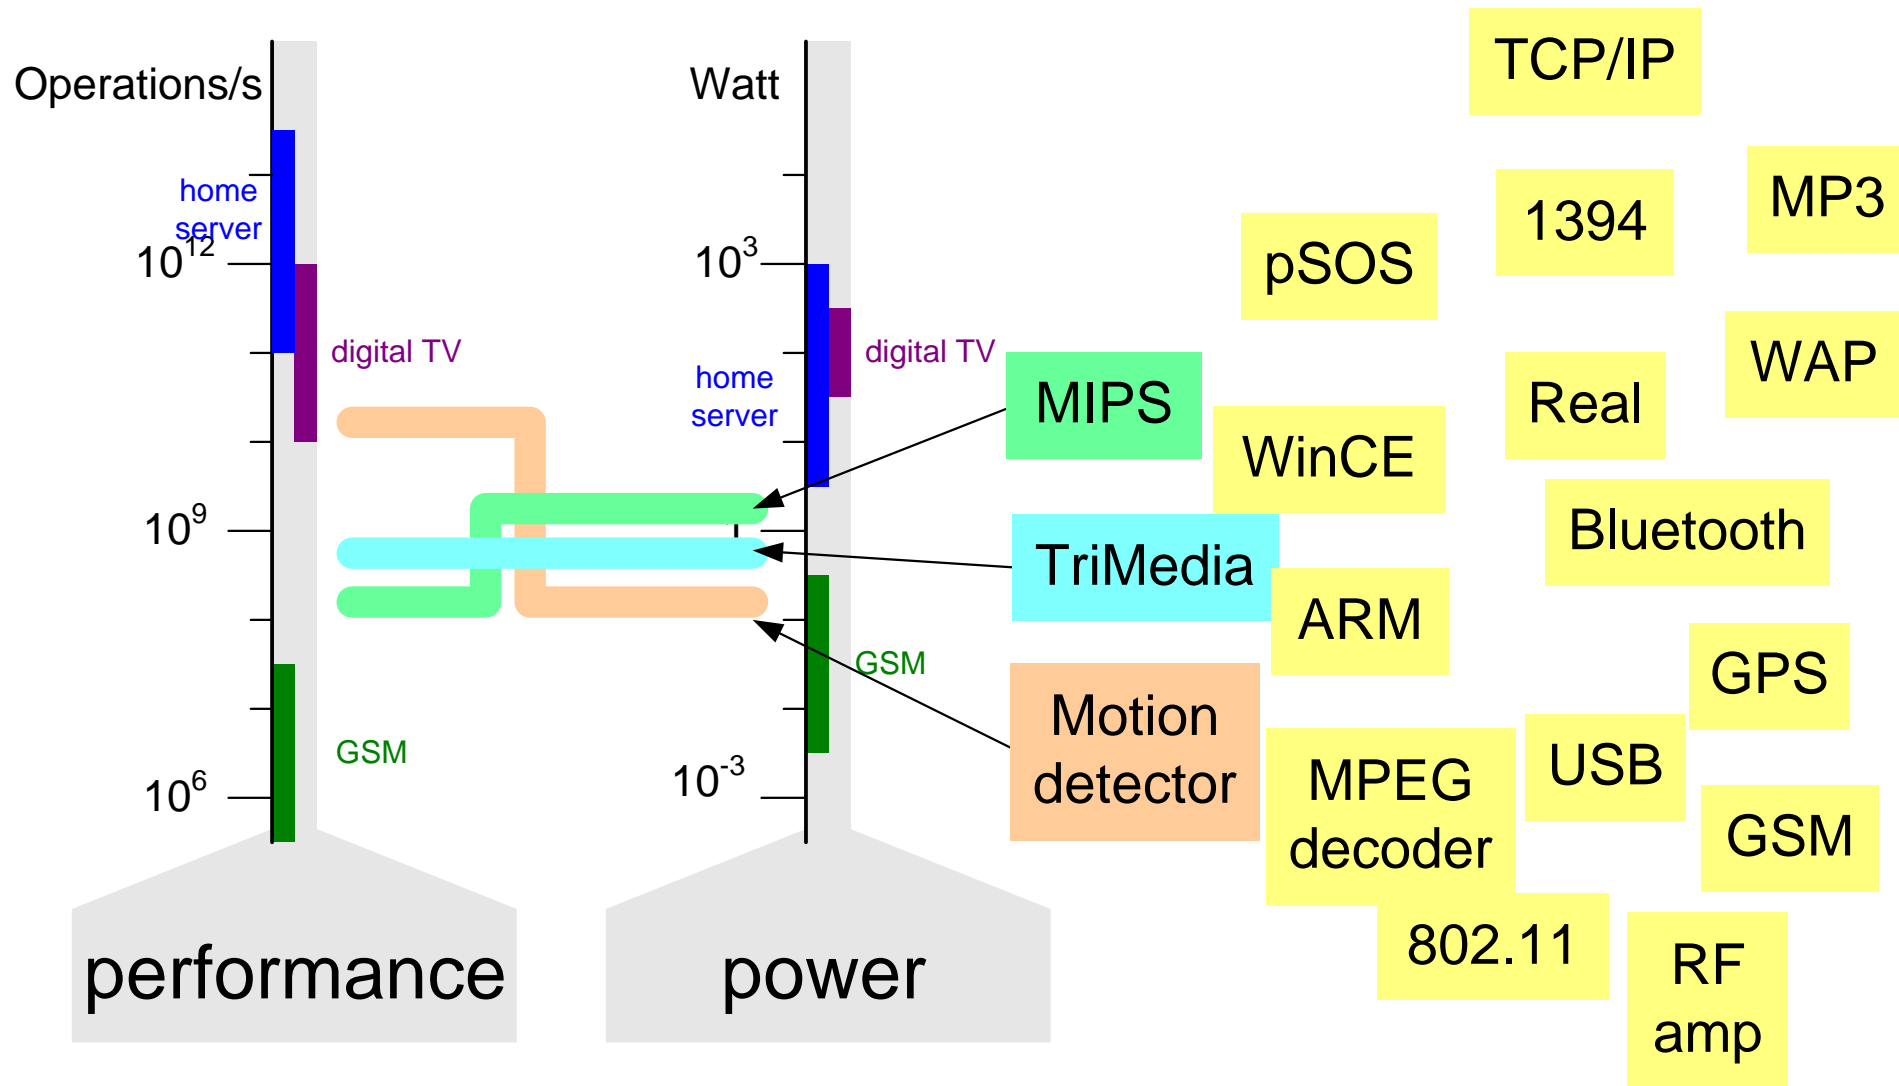 Operations/s
home
server
10^12
digital TV
10^9
GSM
10^6
performance
Watt
10^3
digital TV
home
server
GSM
10^-3
power
MIPS
TriMedia
Motion
detector
TCP/IP
MP3
1394
pSOS
WAP
Real
WinCE
Bluetooth
ARM
GPS
USB
MPEG
decoder
GSM
802.11
RF
amp